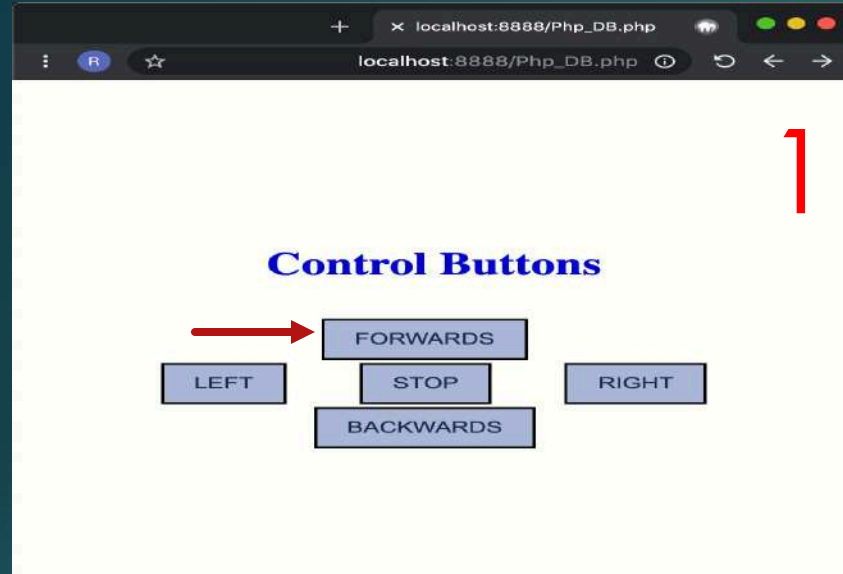 + × localhost:8888/Php_DB.php
R localhost:8888/Php_DB.php
1
Control Buttons
FORWARDS
LEFT STOP RIGHT
BACKWARDS